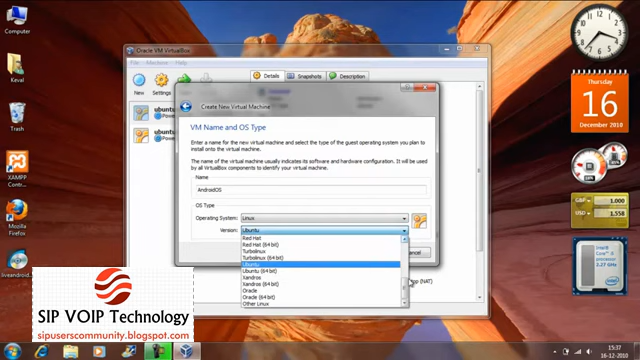 Computer
Keval
Trash
XAMPP
Contr...
Mozilla
Firefox
liveandroid...
Oracle VM VirtualBox
File Machine Help
New
Settings
Details
Snapshots
Description
Create New Virtual Machine
VM Name and OS Type
Enter a name for the new virtual machine and select the type of the guest operating system you plan to install onto the virtual machine.
The name of the virtual machine usually indicates its software and hardware configuration. It will be used by all VirtualBox components to identify your virtual machine.
Name
AndroidOS
OS Type
Operating System: Linux
Version: Ubuntu
Red Hat
Red Hat (64 bit)
Turbolinux
Turbolinux (64 bit)
Ubuntu
Ubuntu (64 bit)
Xandros
Xandros (64 bit)
Oracle
Oracle (64 bit)
Other Linux
Cancel
(NAT)
Thursday
16
December 2010
GBP = 1.000
USD = 1.558
3.27 GHz
SIP VOIP Technology
sipuserscommunity.blogspot.com
15:37
16-12-2010